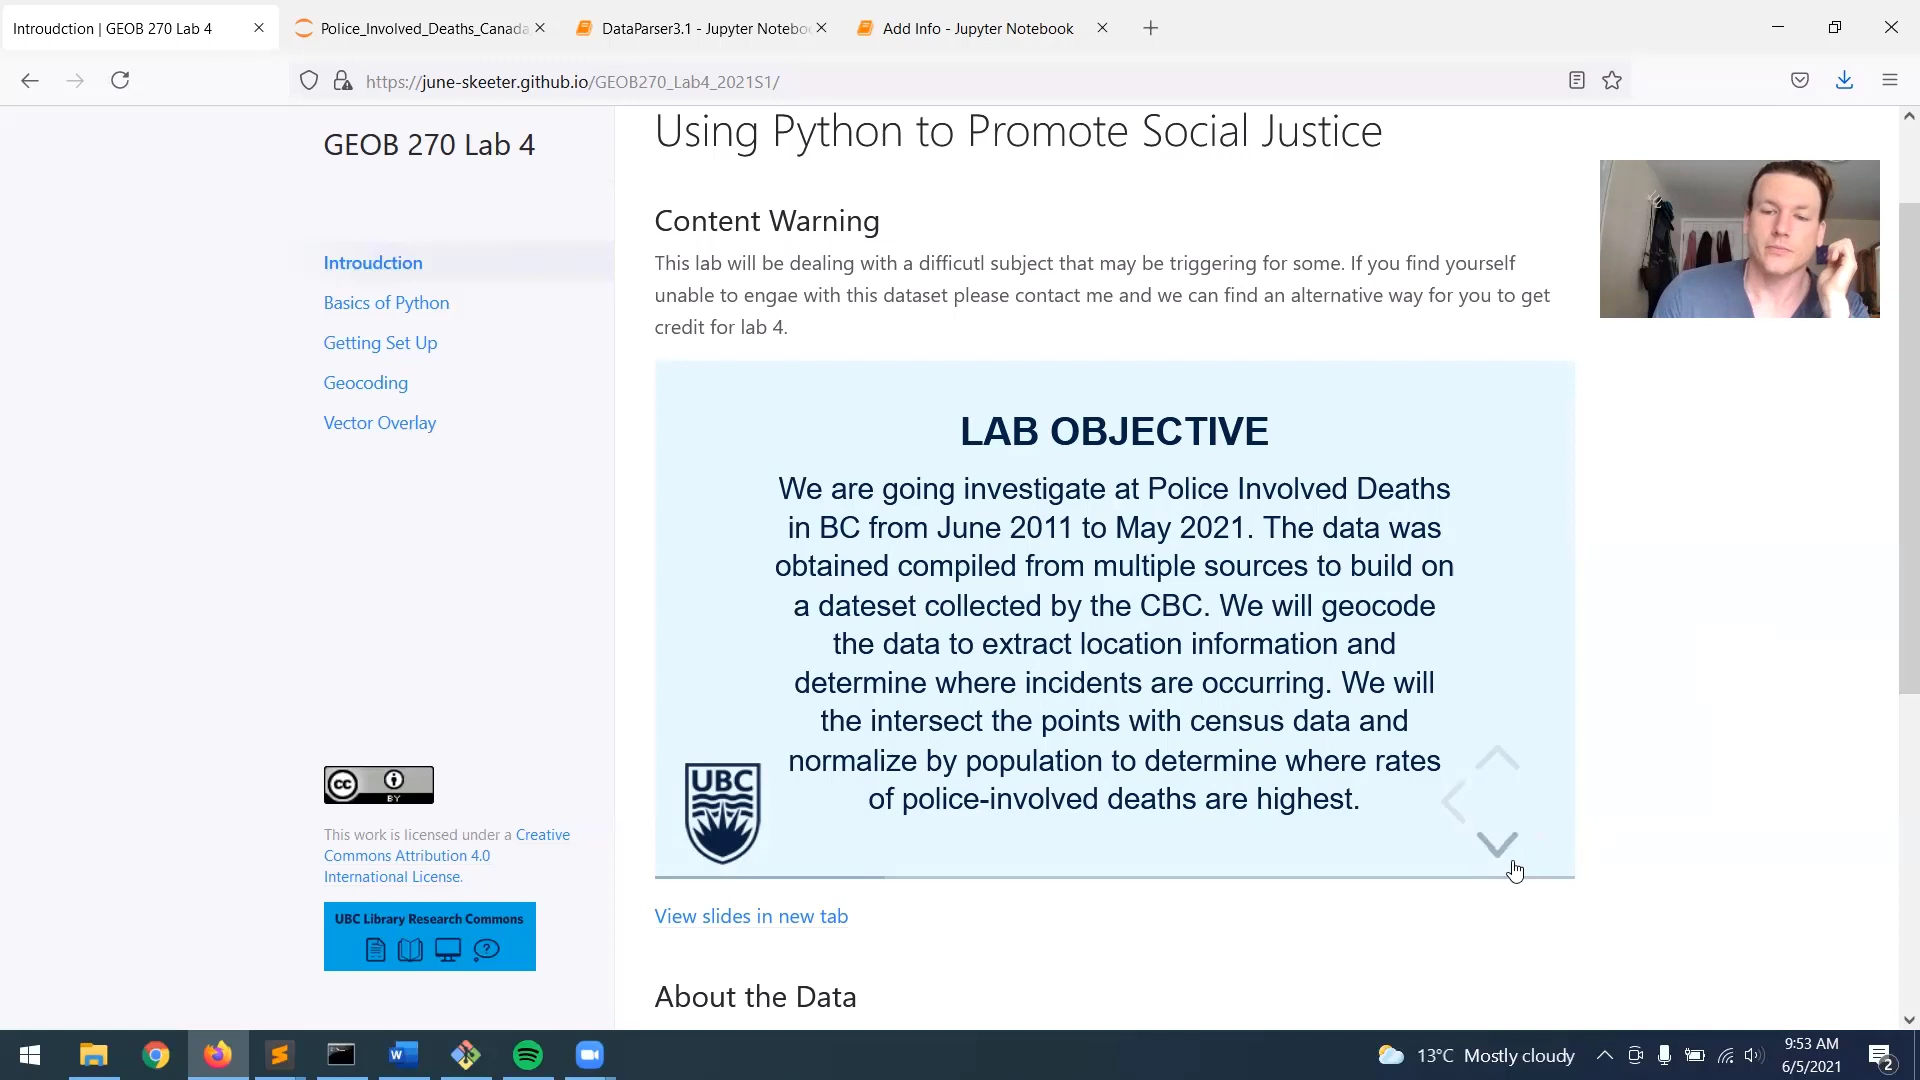 Introudction | GEOB 270 Lab 4
Police_Involved_Deaths_Canada
DataParser3.1 - Jupyter Notebo
Add Info - Jupyter Notebook
https://june-skeeter.github.io/GEOB270_Lab4_2021S1/
GEOB 270 Lab 4
Introudction
Basics of Python
Getting Set Up
Geocoding
Vector Overlay
cc
BY
This work is licensed under a Creative
Commons Attribution 4.0
International License.
UBC Library Research Commons
Using Python to Promote Social Justice
Content Warning
This lab will be dealing with a difficutl subject that may be triggering for some. If you find yourself
unable to engae with this dataset please contact me and we can find an alternative way for you to get
credit for lab 4.
LAB OBJECTIVE
We are going investigate at Police Involved Deaths
in BC from June 2011 to May 2021. The data was
obtained compiled from multiple sources to build on
a dateset collected by the CBC. We will geocode
the data to extract location information and
determine where incidents are occurring. We will
the intersect the points with census data and
normalize by population to determine where rates
of police-involved deaths are highest.
UBC
View slides in new tab
About the Data
13°C Mostly cloudy
9:53 AM
6/5/2021
2